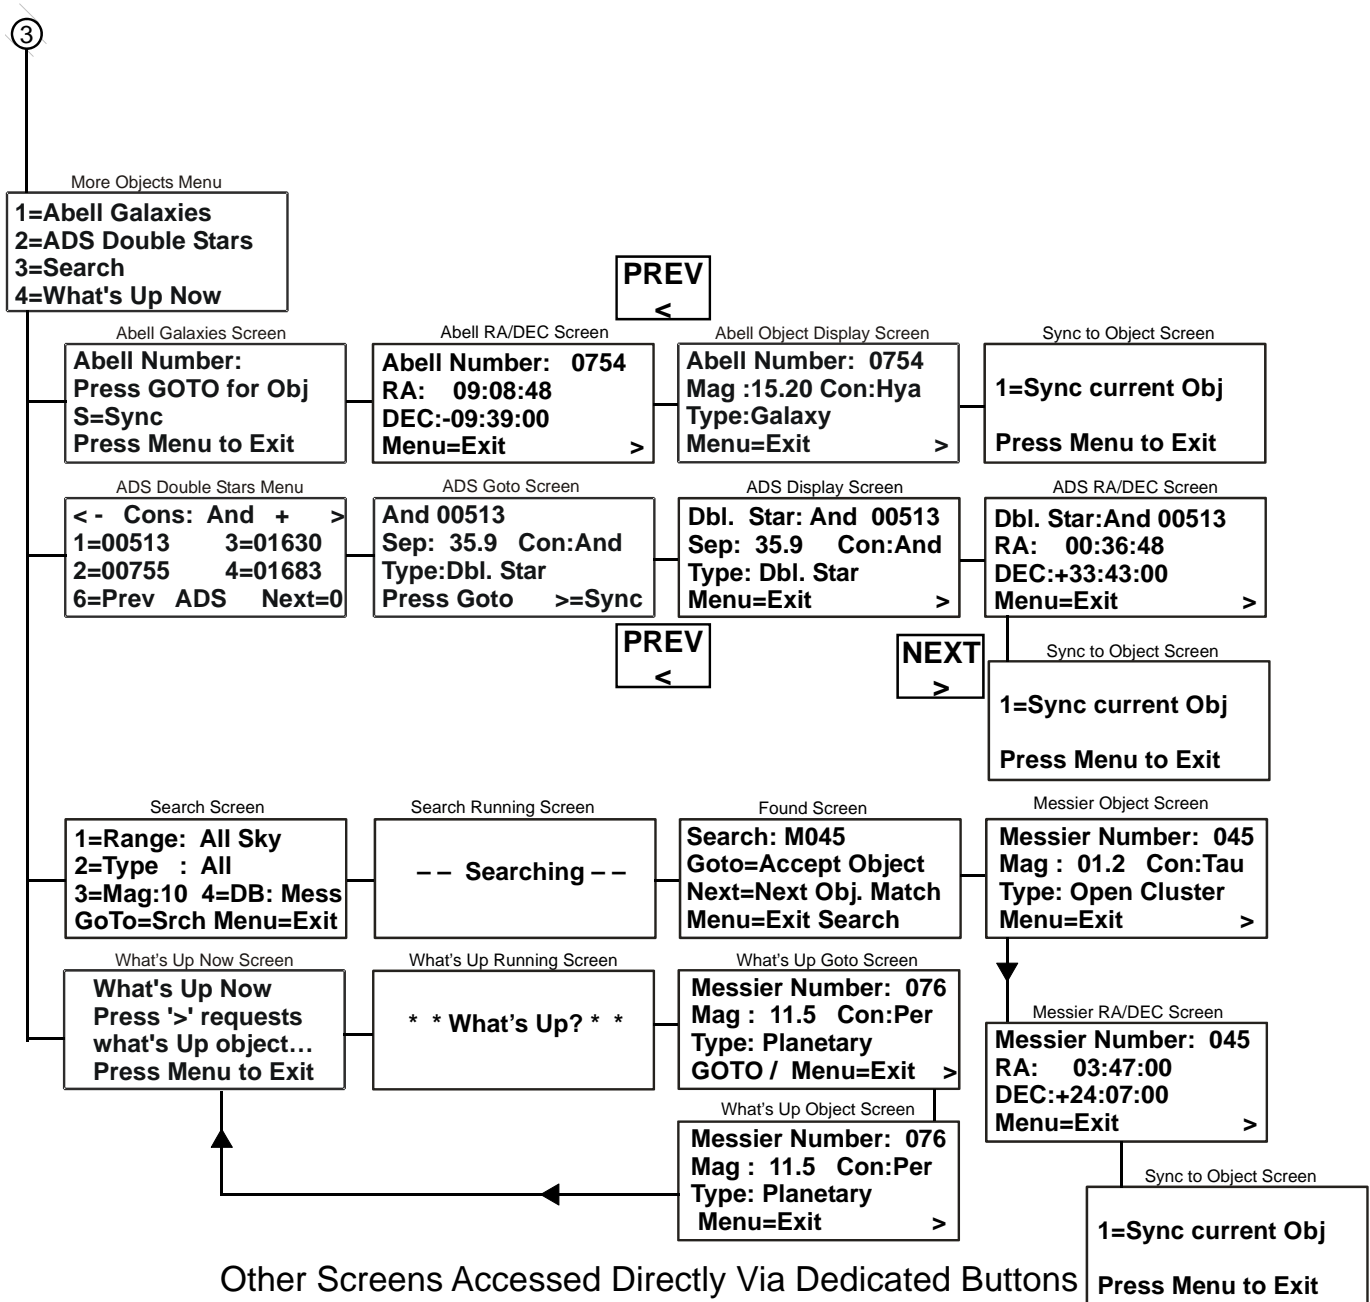 3
More Objects Menu
1=Abell Galaxies
2=ADS Double Stars
3=Search
4=What's Up Now
PREV
<
Abell Galaxies Screen
Abell Number:
Press GOTO for Obj
S=Sync
Press Menu to Exit
Abell RA/DEC Screen
Abell Number: 0754
RA: 09:08:48
DEC:-09:39:00
Menu=Exit >
Abell Object Display Screen
Abell Number: 0754
Mag :15.20 Con:Hya
Type:Galaxy
Menu=Exit >
Sync to Object Screen
1=Sync current Obj
Press Menu to Exit
ADS Double Stars Menu
< - Cons: And + >
1=00513 3=01630
2=00755 4=01683
6=Prev ADS Next=0
ADS Goto Screen
And 00513
Sep: 35.9 Con:And
Type:Dbl. Star
Press Goto >=Sync
ADS Display Screen
Dbl. Star: And 00513
Sep: 35.9 Con:And
Type: Dbl. Star
Menu=Exit >
ADS RA/DEC Screen
Dbl. Star:And 00513
RA: 00:36:48
DEC:+33:43:00
Menu=Exit >
PREV
<
NEXT
>
Sync to Object Screen
1=Sync current Obj
Press Menu to Exit
Search Screen
1=Range: All Sky
2=Type : All
3=Mag:10 4=DB: Mess
GoTo=Srch Menu=Exit
Search Running Screen
– – Searching – –
Found Screen
Search: M045
Goto=Accept Object
Next=Next Obj. Match
Menu=Exit Search
Messier Object Screen
Messier Number: 045
Mag : 01.2 Con:Tau
Type: Open Cluster
Menu=Exit >
What's Up Now Screen
What's Up Now
Press '>' requests
what's Up object...
Press Menu to Exit
What's Up Running Screen
* * What's Up? * *
What's Up Goto Screen
Messier Number: 076
Mag : 11.5 Con:Per
Type: Planetary
GOTO / Menu=Exit >
Messier RA/DEC Screen
Messier Number: 045
RA: 03:47:00
DEC:+24:07:00
Menu=Exit >
What's Up Object Screen
Messier Number: 076
Mag : 11.5 Con:Per
Type: Planetary
Menu=Exit >
Sync to Object Screen
1=Sync current Obj
Press Menu to Exit
Other Screens Accessed Directly Via Dedicated Buttons